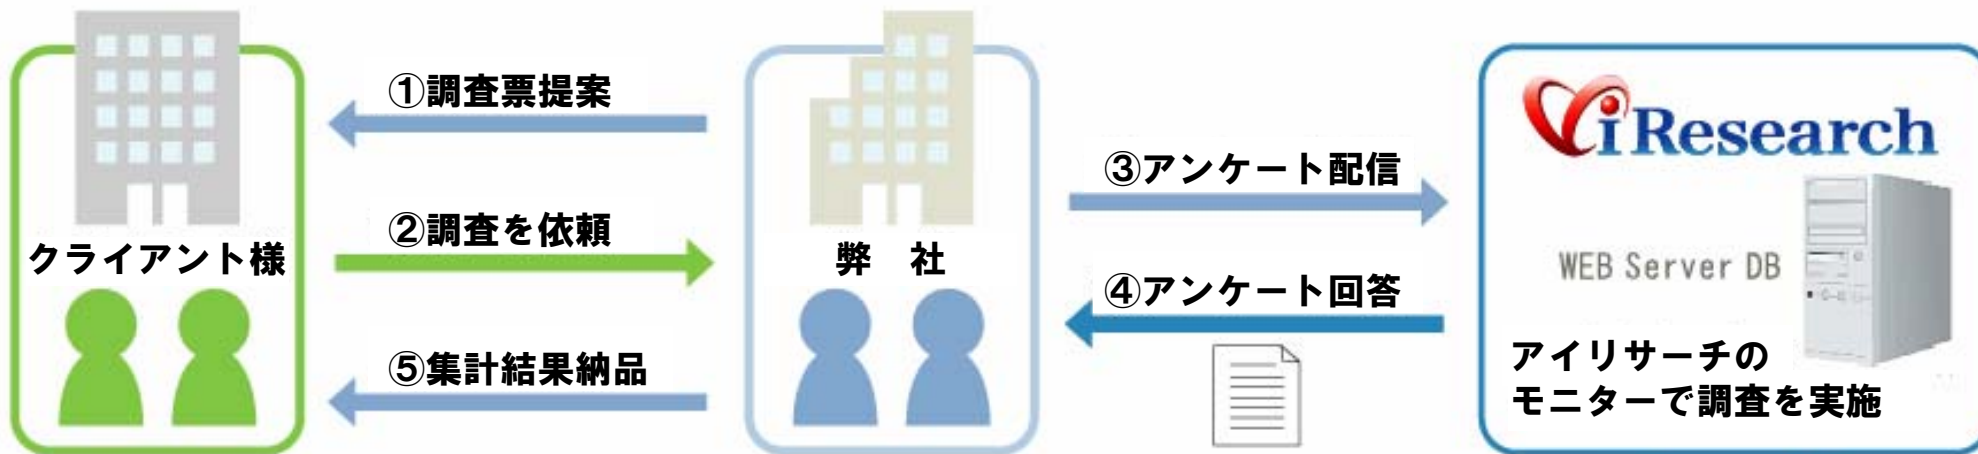 クライアント様
①調査票提案
②調査を依頼
⑤集計結果納品
弊 社
③アンケート配信
④アンケート回答
iResearch
WEB Server DB
アイリサーチの
モニターで調査を実施